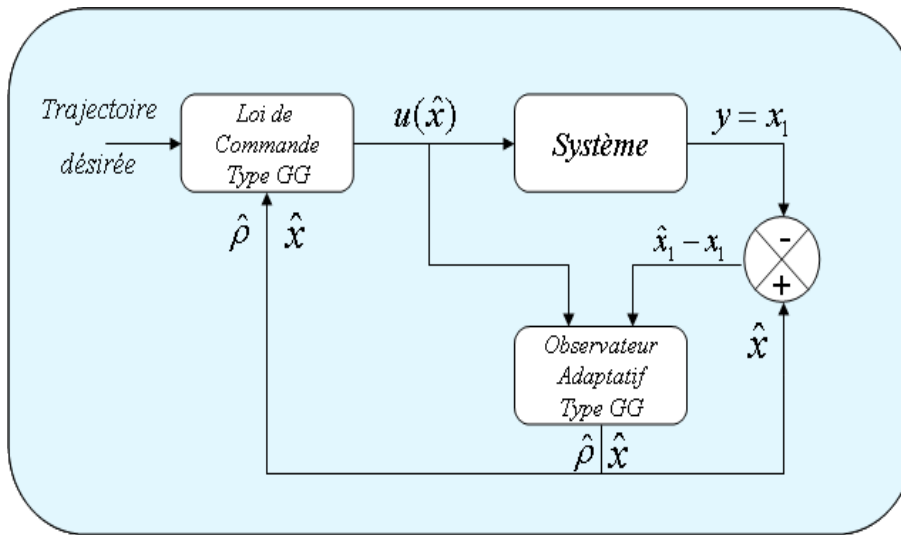 Trajectoire
désirée
Loi de
Commande
Type GG
u(x̂)
Système
y = x₁
ρ̂ x̂
x̂₁ − x₁
-
+
x̂
Observateur
Adaptatif
Type GG
ρ̂ x̂